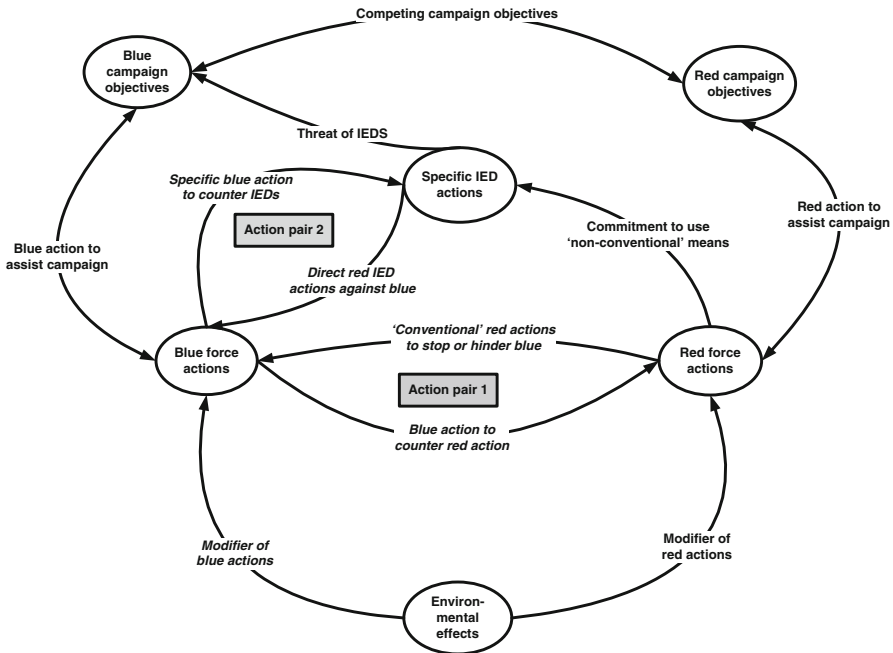 Competing campaign objectives
Blue
campaign
objectives
Red campaign
objectives
Threat of IEDS
Specific blue action
to counter IEDs
Specific IED
actions
Action pair 2
Commitment to use
‘non-conventional’ means
Red action to
assist campaign
Blue action to
assist campaign
Direct red IED
actions against blue
‘Conventional’ red actions
to stop or hinder blue
Blue force
actions
Red force
actions
Action pair 1
Blue action to
counter red action
Modifier of
blue actions
Modifier of
red actions
Environ-
mental
effects